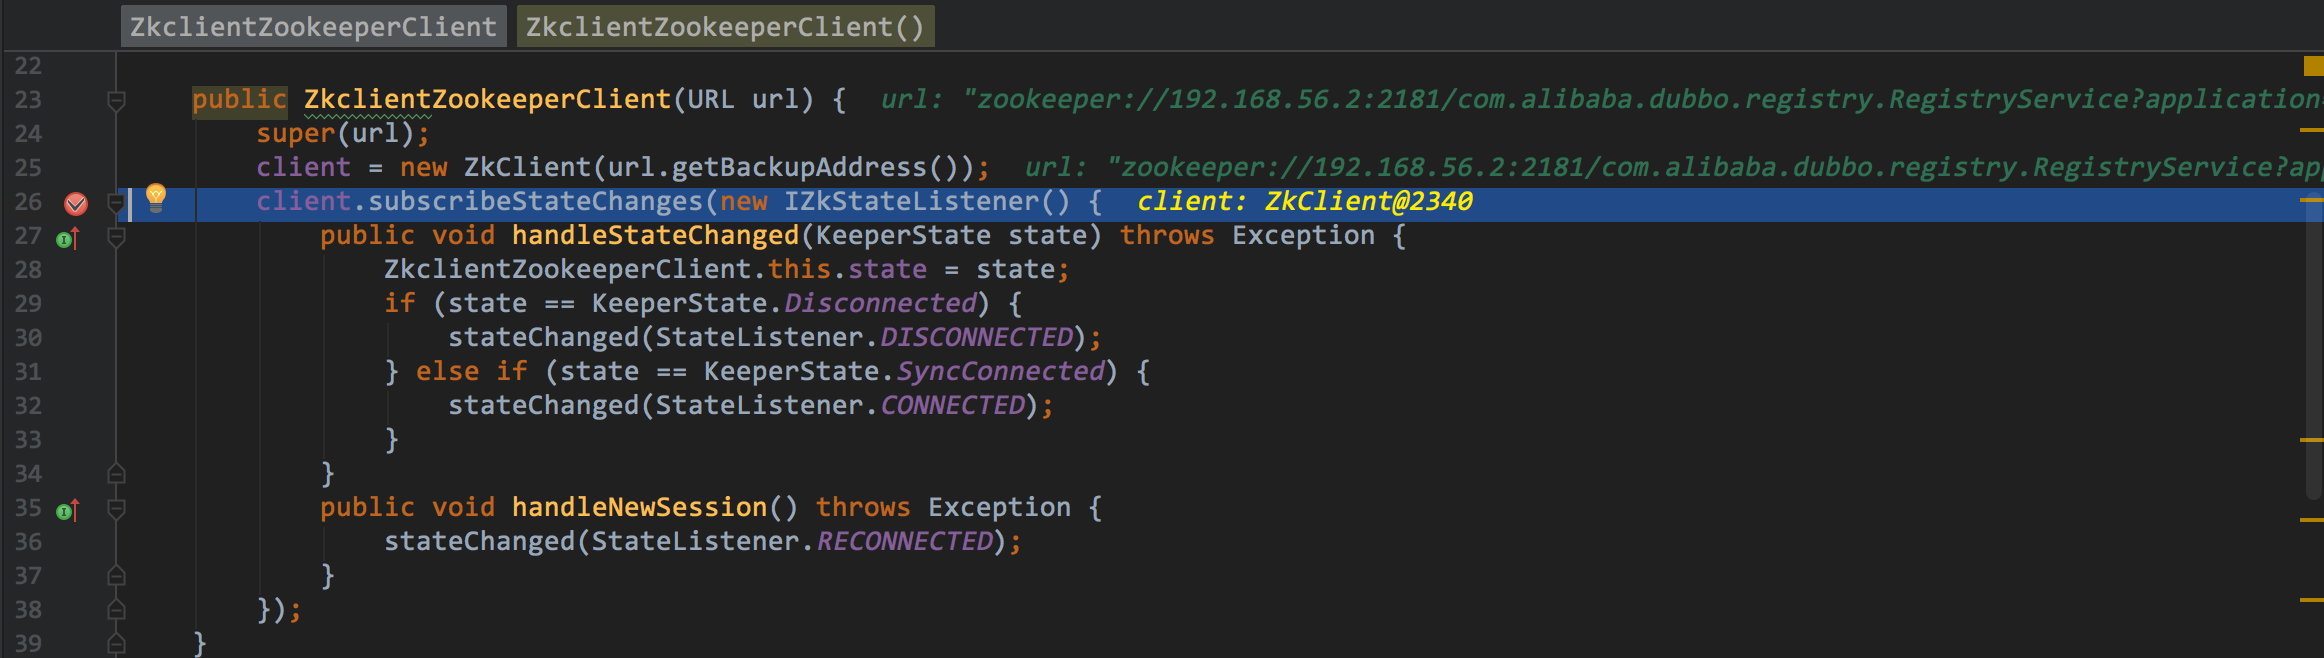 ZkclientZookeeperClient ZkclientZookeeperClient()
22
23 public ZkclientZookeeperClient(URL url) { url: "zookeeper://192.168.56.2:2181/com.alibaba.dubbo.registry.RegistryService?application=
24 super(url);
25 client = new ZkClient(url.getBackupAddress()); url: "zookeeper://192.168.56.2:2181/com.alibaba.dubbo.registry.RegistryService?app
26 client.subscribeStateChanges(new IZkStateListener() { client: ZkClient@2340
27 public void handleStateChanged(KeeperState state) throws Exception {
28 ZkclientZookeeperClient.this.state = state;
29 if (state == KeeperState.Disconnected) {
30 stateChanged(StateListener.DISCONNECTED);
31 } else if (state == KeeperState.SyncConnected) {
32 stateChanged(StateListener.CONNECTED);
33 }
34 }
35 public void handleNewSession() throws Exception {
36 stateChanged(StateListener.RECONNECTED);
37 }
38 });
39 }